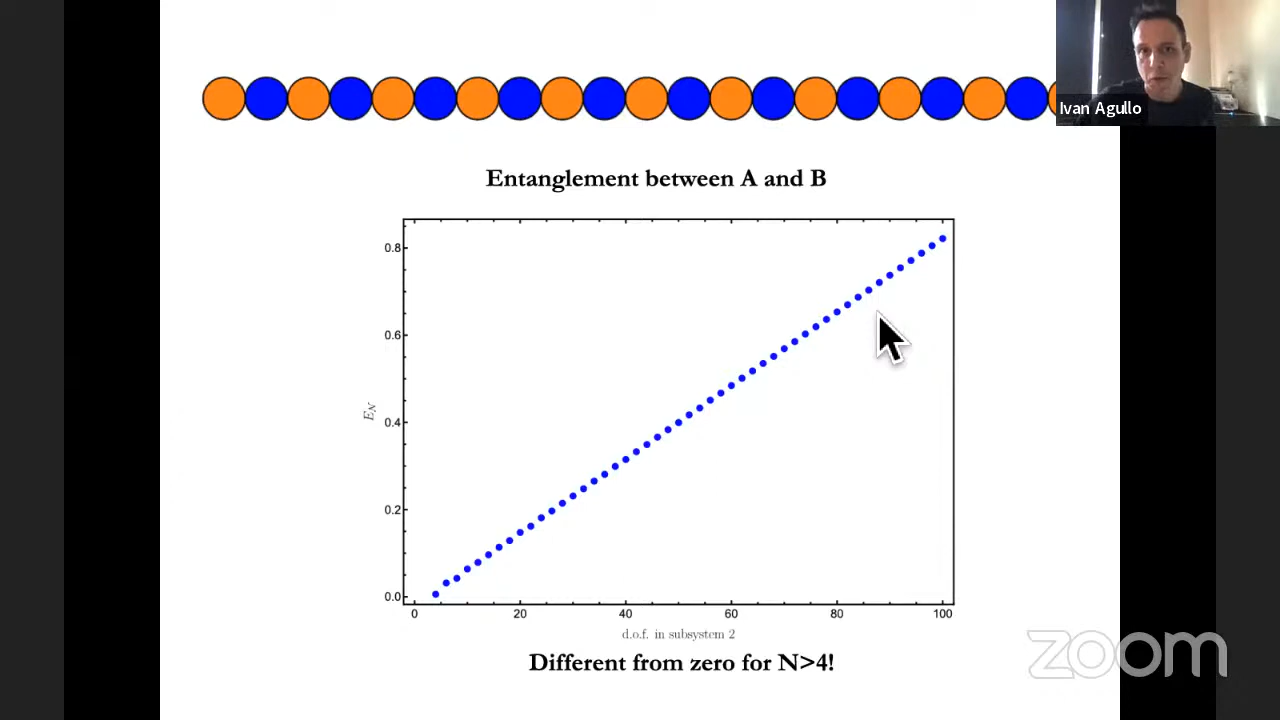 Ivan Agullo
Entanglement between A and B
0.8
0.6
0.4
0.2
0.0
E_N
0 20 40 60 80 100
d.o.f. in subsystem 2
Different from zero for N>4!
zoom